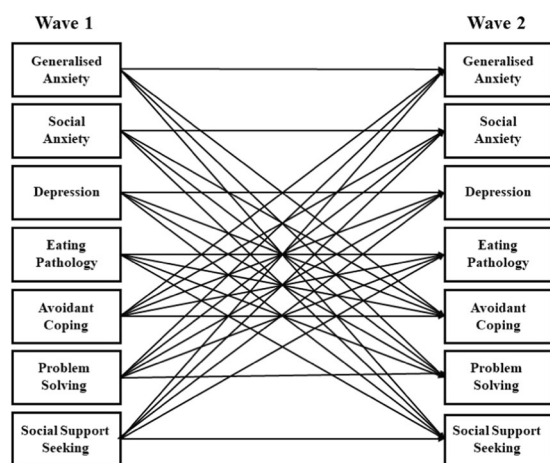 Wave 1
Wave 2
Generalised
Anxiety
Generalised
Anxiety
Social
Anxiety
Social
Anxiety
Depression
Depression
Eating
Pathology
Eating
Pathology
Avoidant
Coping
Avoidant
Coping
Problem
Solving
Problem
Solving
Social Support
Seeking
Social Support
Seeking